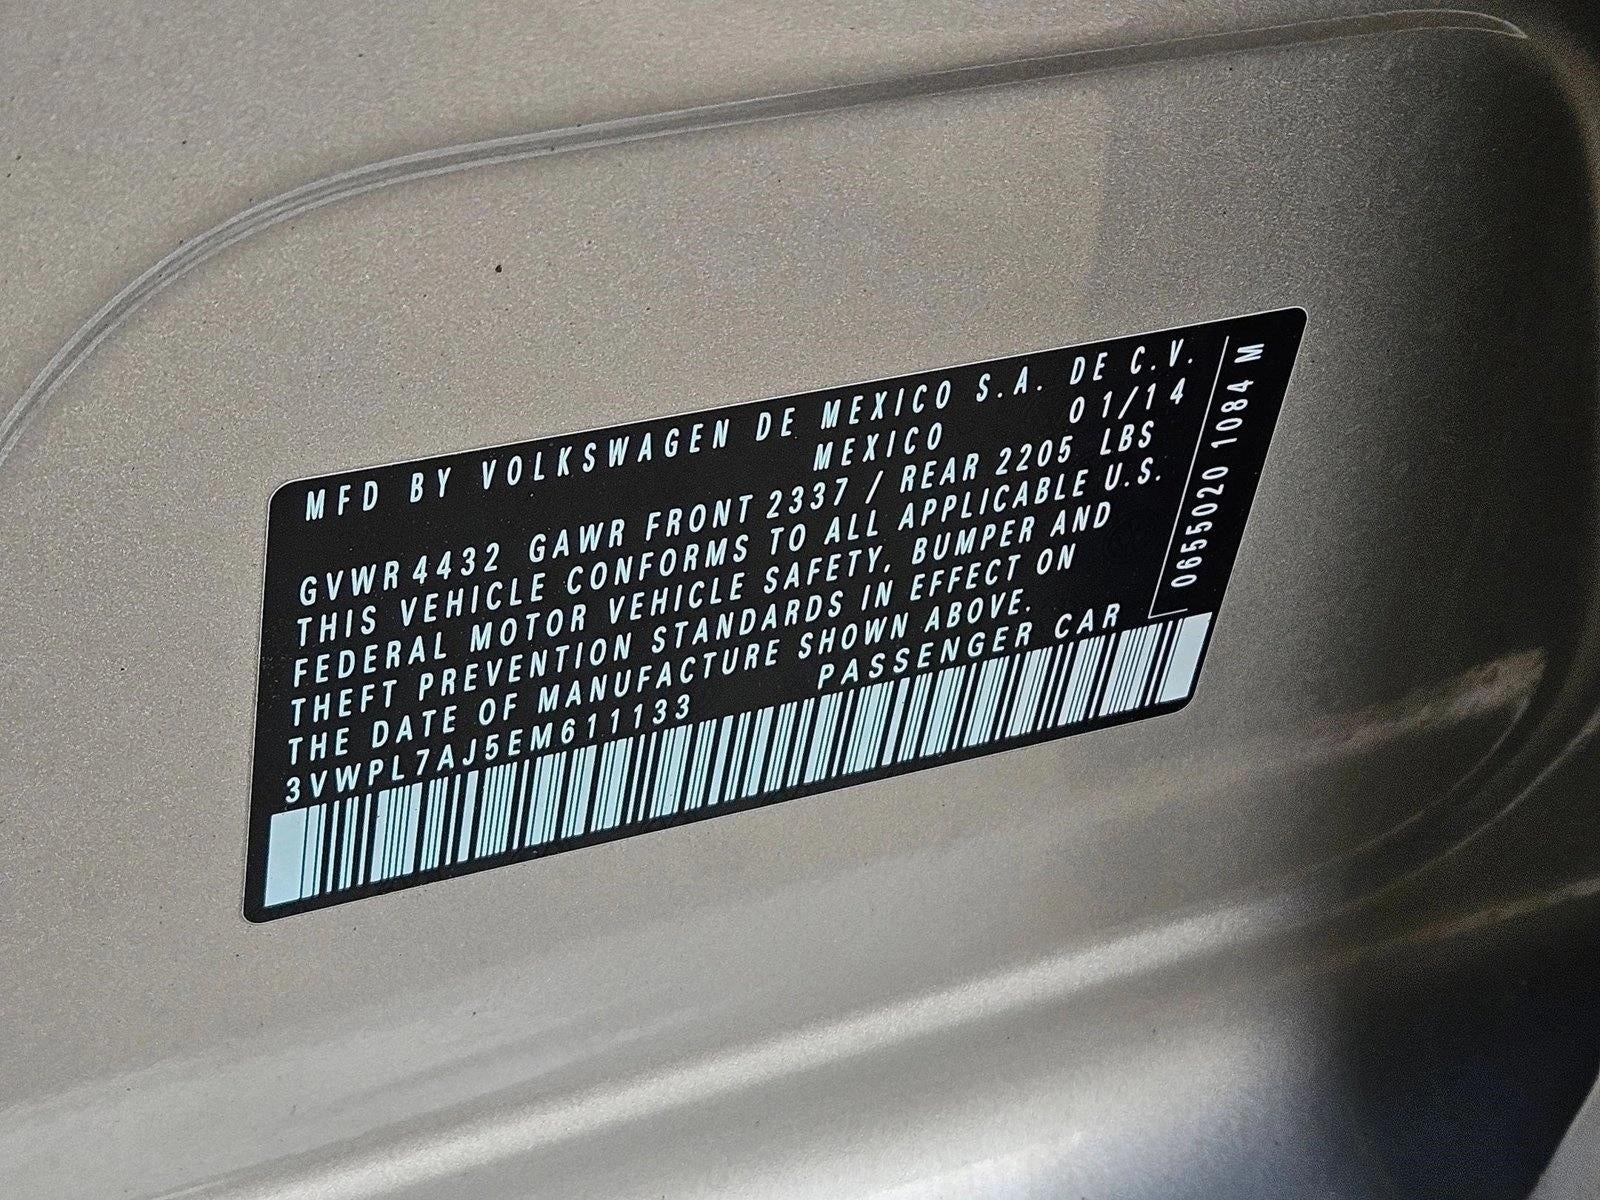 MFD BY VOLKSWAGEN DE MEXICO S.A. DE C.V.
MEXICO 01/14
GVWR 4432 GAWR FRONT 2337 / REAR 2205 LBS
THIS VEHICLE CONFORMS TO ALL APPLICABLE U.S.
FEDERAL MOTOR VEHICLE SAFETY, BUMPER AND
THEFT PREVENTION STANDARDS IN EFFECT ON
THE DATE OF MANUFACTURE SHOWN ABOVE.
3VWPL7AJ5EM611133 PASSENGER CAR
0655020 1084 M